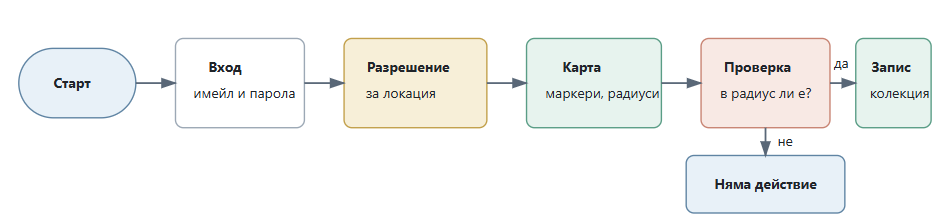 Старт
Вход
имейл и парола
Разрешение
за локация
Карта
маркери, радиуси
Проверка
в радиус ли е?
да
Запис
колекция
не
Няма действие